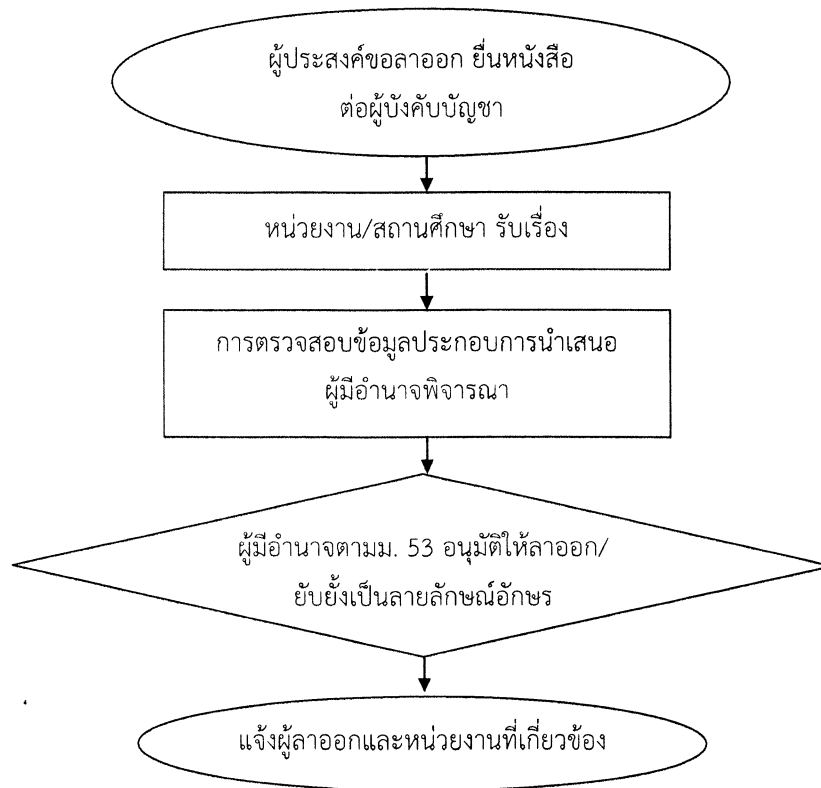 ผู้ประสงค์ขอลาออก ยื่นหนังสือ
ต่อผู้บังคับบัญชา
หน่วยงาน/สถานศึกษา รับเรื่อง
การตรวจสอบข้อมูลประกอบการนำเสนอ
ผู้มีอำนาจพิจารณา
ผู้มีอำนาจตามม. 53 อนุมัติให้ลาออก/
ยับยั้งเป็นลายลักษณ์อักษร
แจ้งผู้ลาออกและหน่วยงานที่เกี่ยวข้อง